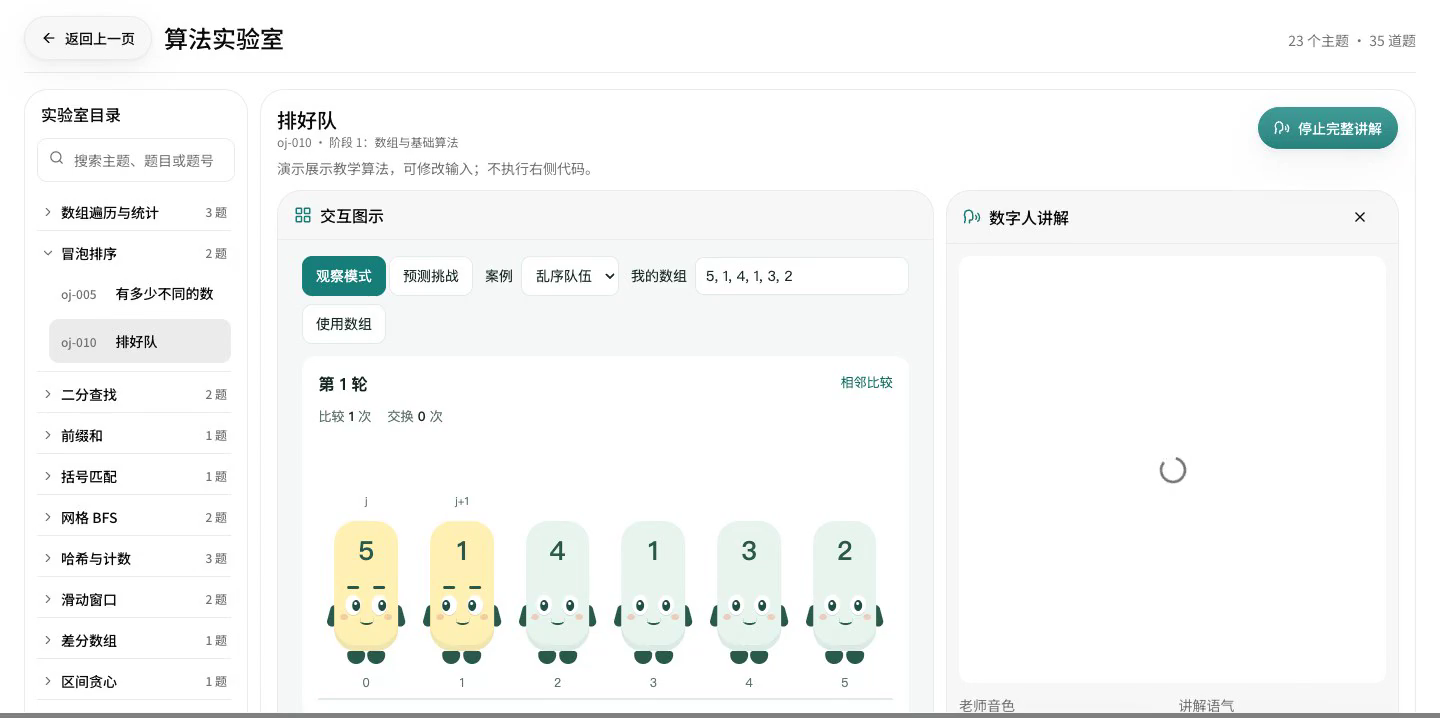 返回上一页
算法实验室
23 个主题 · 35 道题
实验室目录
搜索主题、题目或题号
数组遍历与统计 3 题
冒泡排序 2 题
oj-005 有多少不同的数
oj-010 排好队
二分查找 2 题
前缀和 1 题
括号匹配 1 题
网格 BFS 2 题
哈希与计数 3 题
滑动窗口 2 题
差分数组 1 题
区间贪心 1 题
排好队
oj-010 · 阶段 1：数组与基础算法
演示展示教学算法，可修改输入；不执行右侧代码。
停止完整讲解
交互图示
观察模式 预测挑战 案例 乱序队伍 我的数组 5, 1, 4, 1, 3, 2
使用数组
第 1 轮
相邻比较
比较 1 次 交换 0 次
j j+1
5 1 4 1 3 2
0 1 2 3 4 5
数字人讲解
老师音色 讲解语气